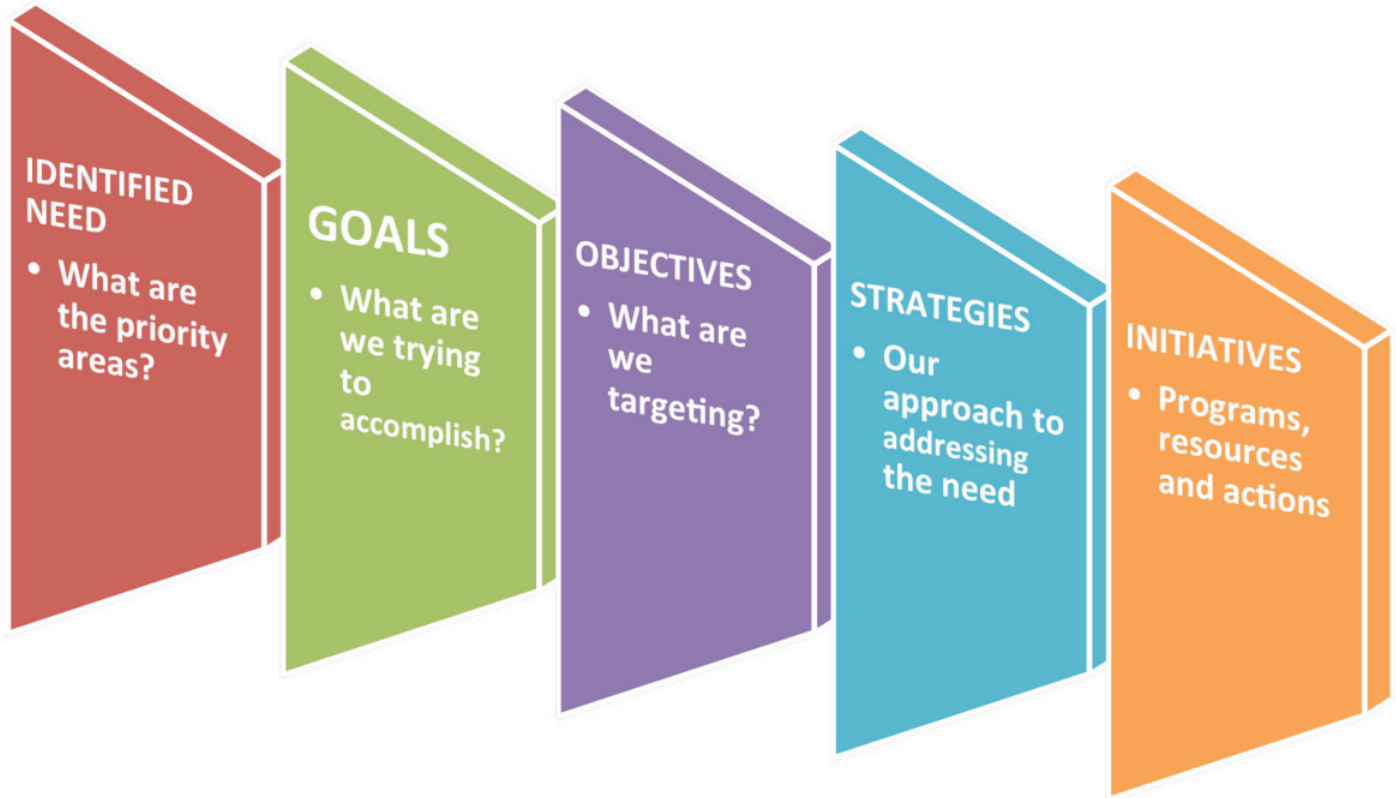 IDENTIFIED
NEED
• What are
the priority
areas?
GOALS
• What are
we trying
to
accomplish?
OBJECTIVES
• What are
we
targeting?
STRATEGIES
• Our
approach to
addressing
the need
INITIATIVES
• Programs,
resources
and actions